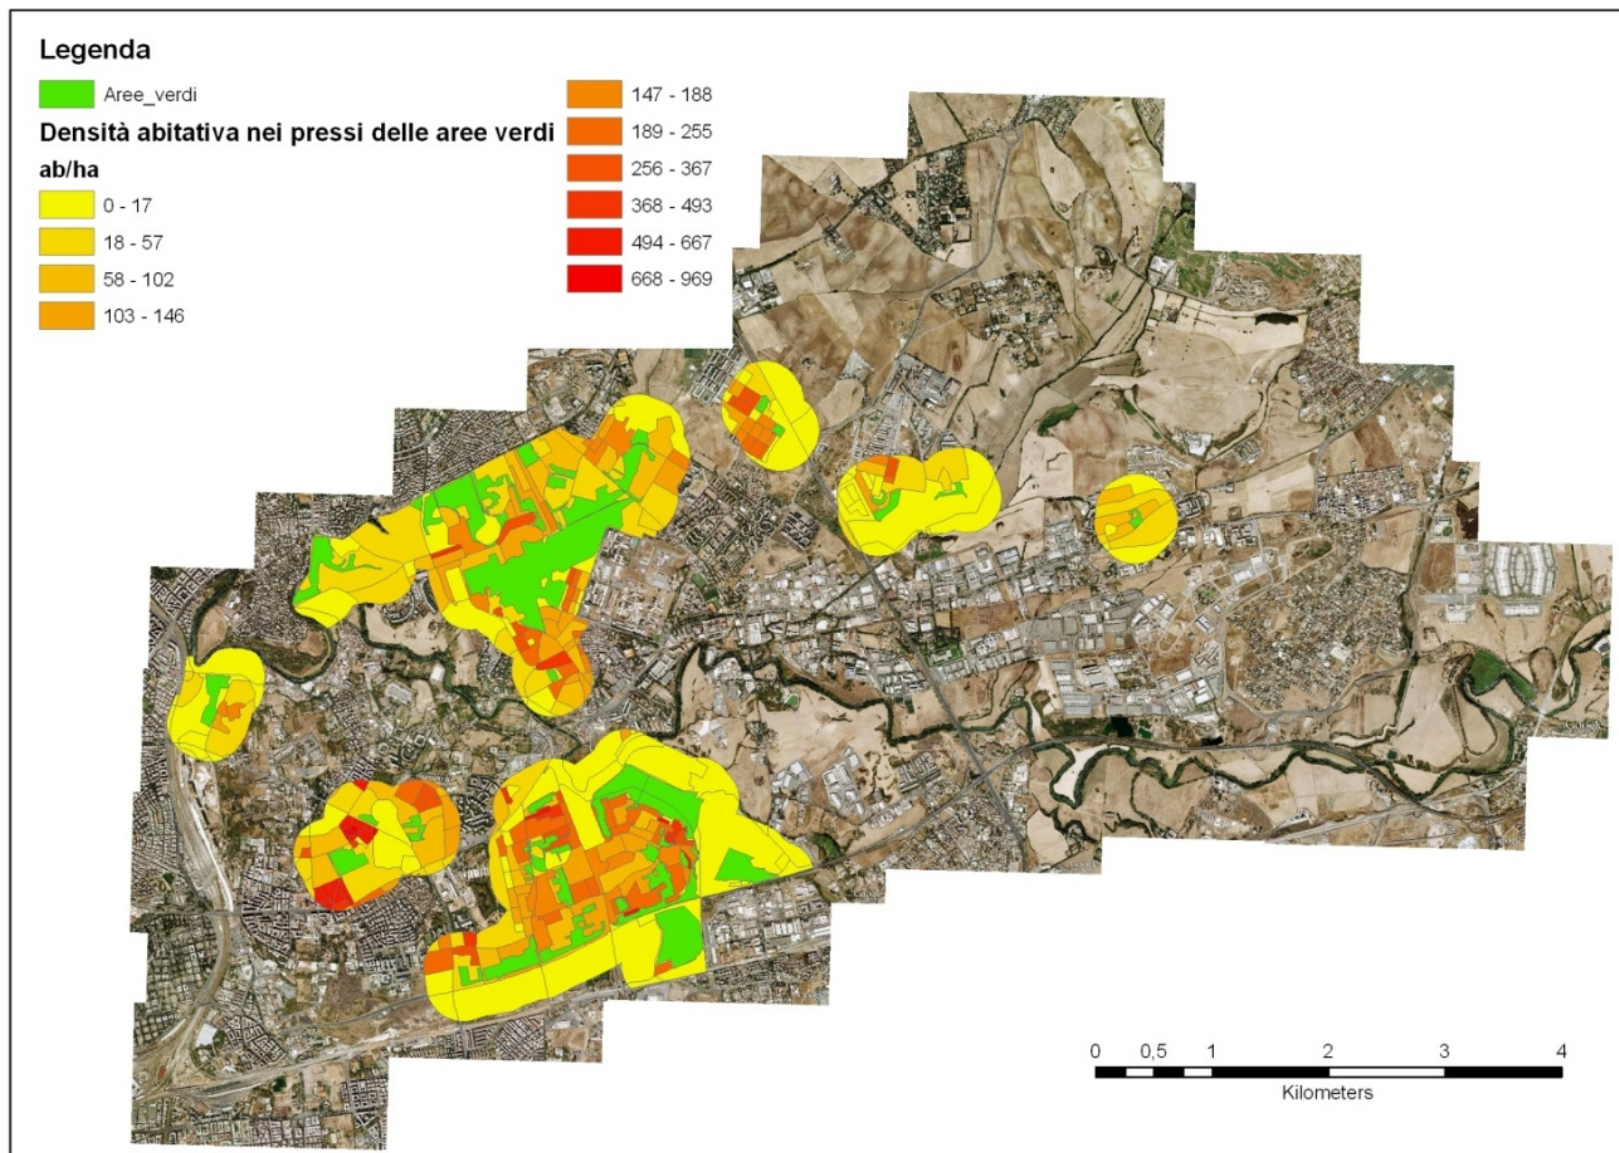 Legenda
Aree_verdi
Densità abitativa nei pressi delle aree verdi
ab/ha
0 - 17
18 - 57
58 - 102
103 - 146
147 - 188
189 - 255
256 - 367
368 - 493
494 - 667
668 - 969
0 0,5 1 2 3 4
Kilometers